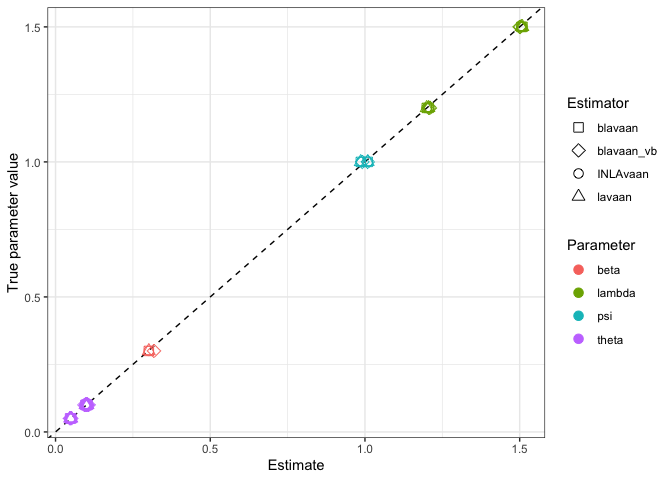 1.5
1.0
0.5
0.0
True parameter value
0.0
0.5
1.0
1.5
Estimate
Estimator
blavaan
blavaan_vb
INLAvaan
lavaan
Parameter
beta
lambda
psi
theta